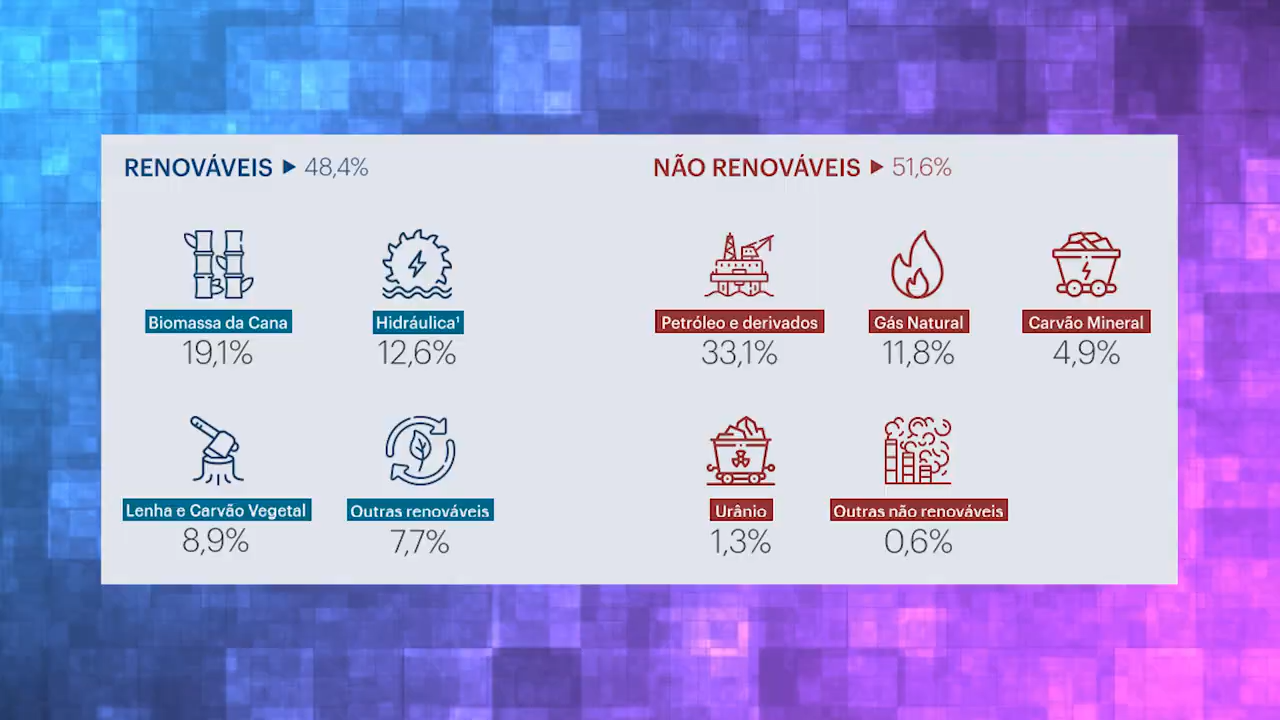 RENOVÁVEIS ▶ 48,4%
NÃO RENOVÁVEIS ▶ 51,6%
Biomassa da Cana
19,1%
Hidráulica¹
12,6%
Petróleo e derivados
33,1%
Gás Natural
11,8%
Carvão Mineral
4,9%
Lenha e Carvão Vegetal
8,9%
Outras renováveis
7,7%
Urânio
1,3%
Outras não renováveis
0,6%